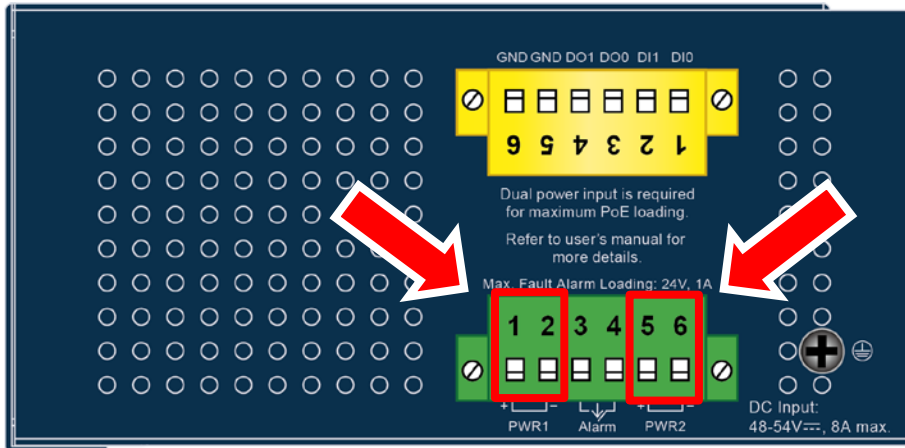 GND GND DO1 DO0 DI1 DI0
6 5 4 3 2 1
Dual power input is required
for maximum PoE loading.
Refer to user's manual for
more details.
Max. Fault Alarm Loading: 24V, 1A
1 2 3 4 5 6
+ − + −
PWR1 Alarm PWR2
DC Input:
48-54V⎓, 8A max.